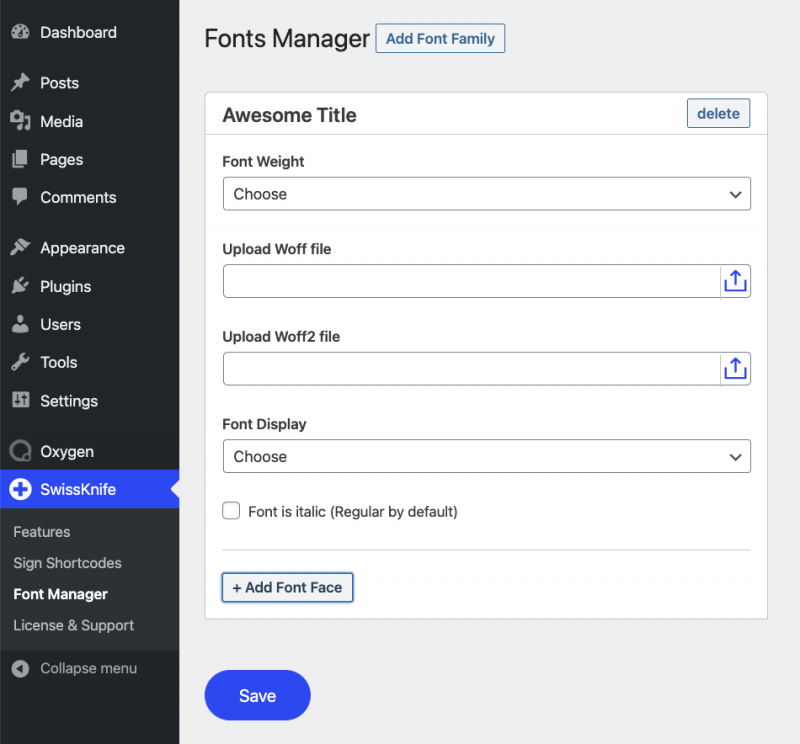 Dashboard
Posts
Media
Pages
Comments
Appearance
Plugins
Users
Tools
Settings
Oxygen
SwissKnife
Features
Sign Shortcodes
Font Manager
License & Support
Collapse menu
Fonts Manager
Add Font Family
Awesome Title
delete
Font Weight
Choose
Upload Woff file
Upload Woff2 file
Font Display
Choose
Font is italic (Regular by default)
+ Add Font Face
Save